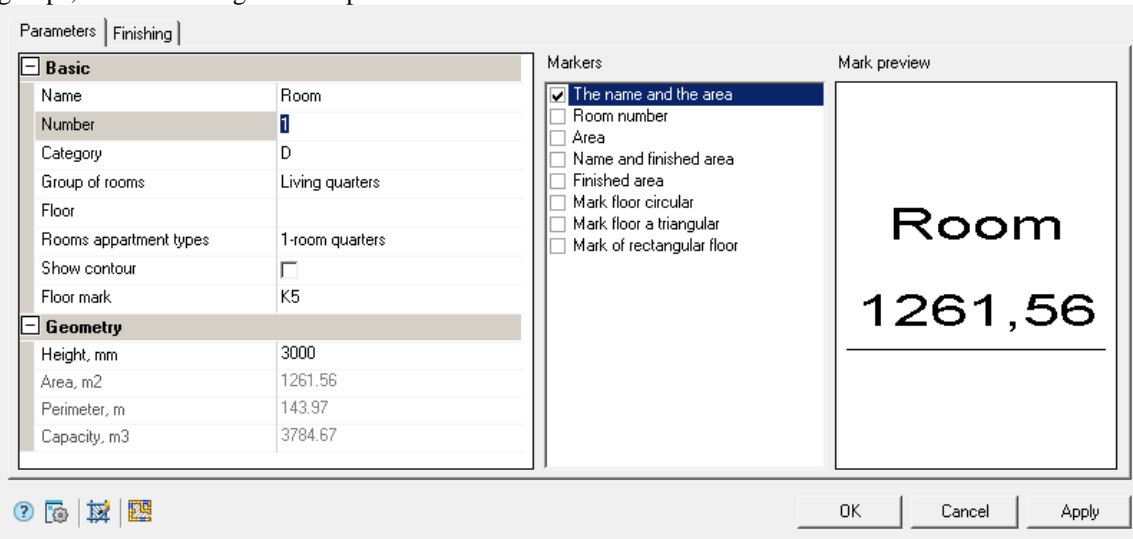 Parameters Finishing
Basic
Name Room
Number 1
Category D
Group of rooms Living quarters
Floor
Rooms appartment types 1-room quarters
Show contour
Floor mark K5
Geometry
Height, mm 3000
Area, m2 1261.56
Perimeter, m 143.97
Capacity, m3 3784.67
Markers
The name and the area
Room number
Area
Name and finished area
Finished area
Mark floor circular
Mark floor a triangular
Mark of rectangular floor
Mark preview
Room
1261,56
OK Cancel Apply